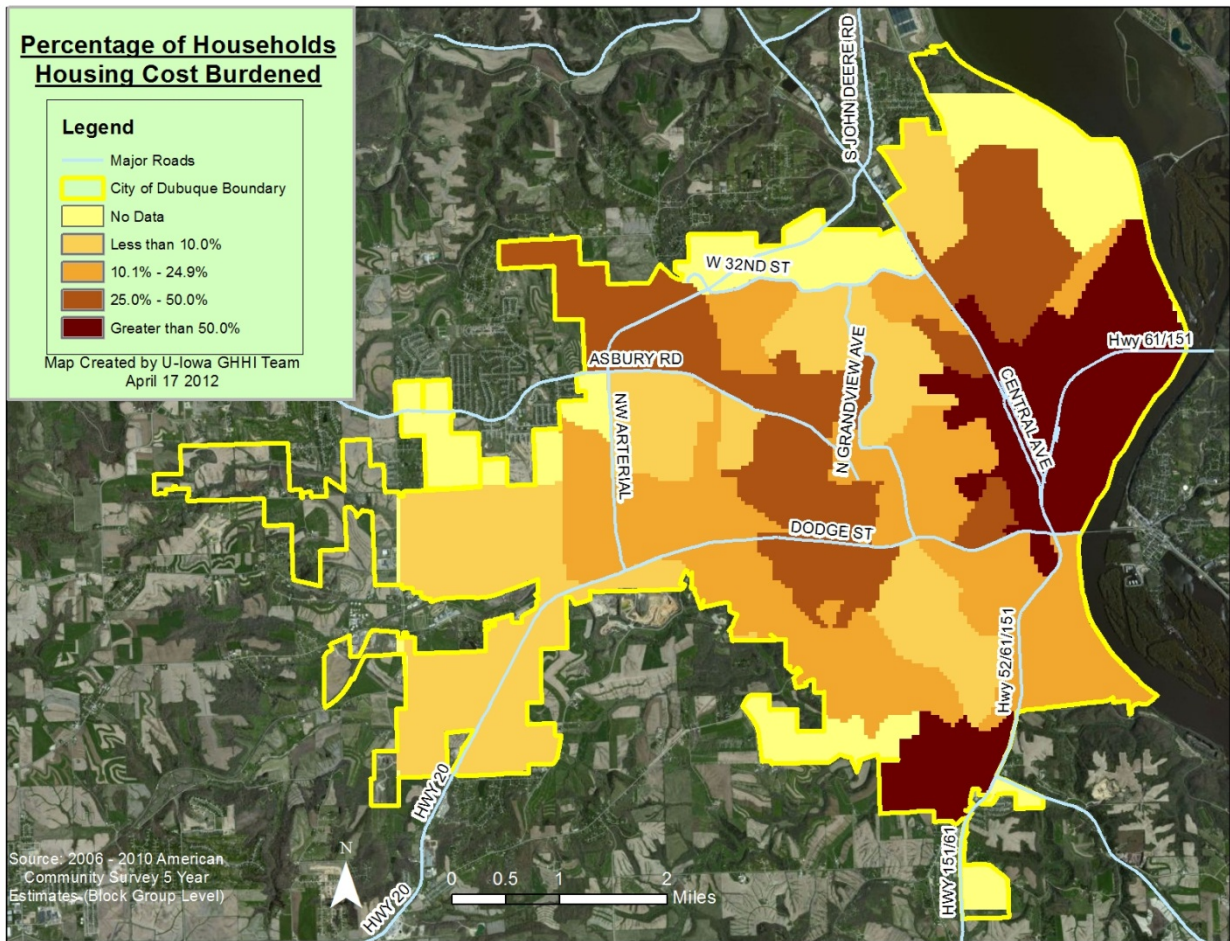 Percentage of Households
Housing Cost Burdened
Legend
Major Roads
City of Dubuque Boundary
No Data
Less than 10.0%
10.1% - 24.9%
25.0% - 50.0%
Greater than 50.0%
Map Created by U-Iowa GHHI Team
April 17 2012
S JOHN DEERE RD
W 32ND ST
Hwy 61/151
ASBURY RD
NW ARTERIAL
N GRANDVIEW AVE
CENTRAL AVE
DODGE ST
Hwy 52/61/151
HWY 20
HWY 151/61
HWY 20
Source: 2006 - 2010 American
Community Survey 5 Year
Estimates (Block Group Level)
N
0 0.5 1 2
Miles